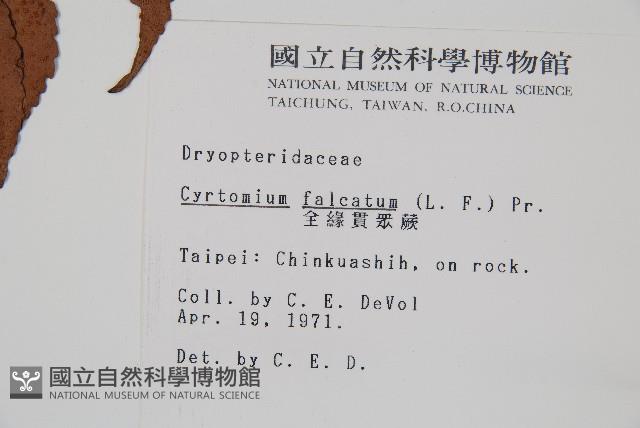 國立自然科學博物館
NATIONAL MUSEUM OF NATURAL SCIENCE
TAICHUNG, TAIWAN, R.O.CHINA
Dryopteridaceae
Cyrtomium falcatum (L. F.) Pr.
全緣貫眾蕨
Taipei: Chinkuashih, on rock.
Coll. by C. E. DeVol
Apr. 19, 1971.
Det. by C. E. D.
國立自然科學博物館
NATIONAL MUSEUM OF NATURAL SCIENCE